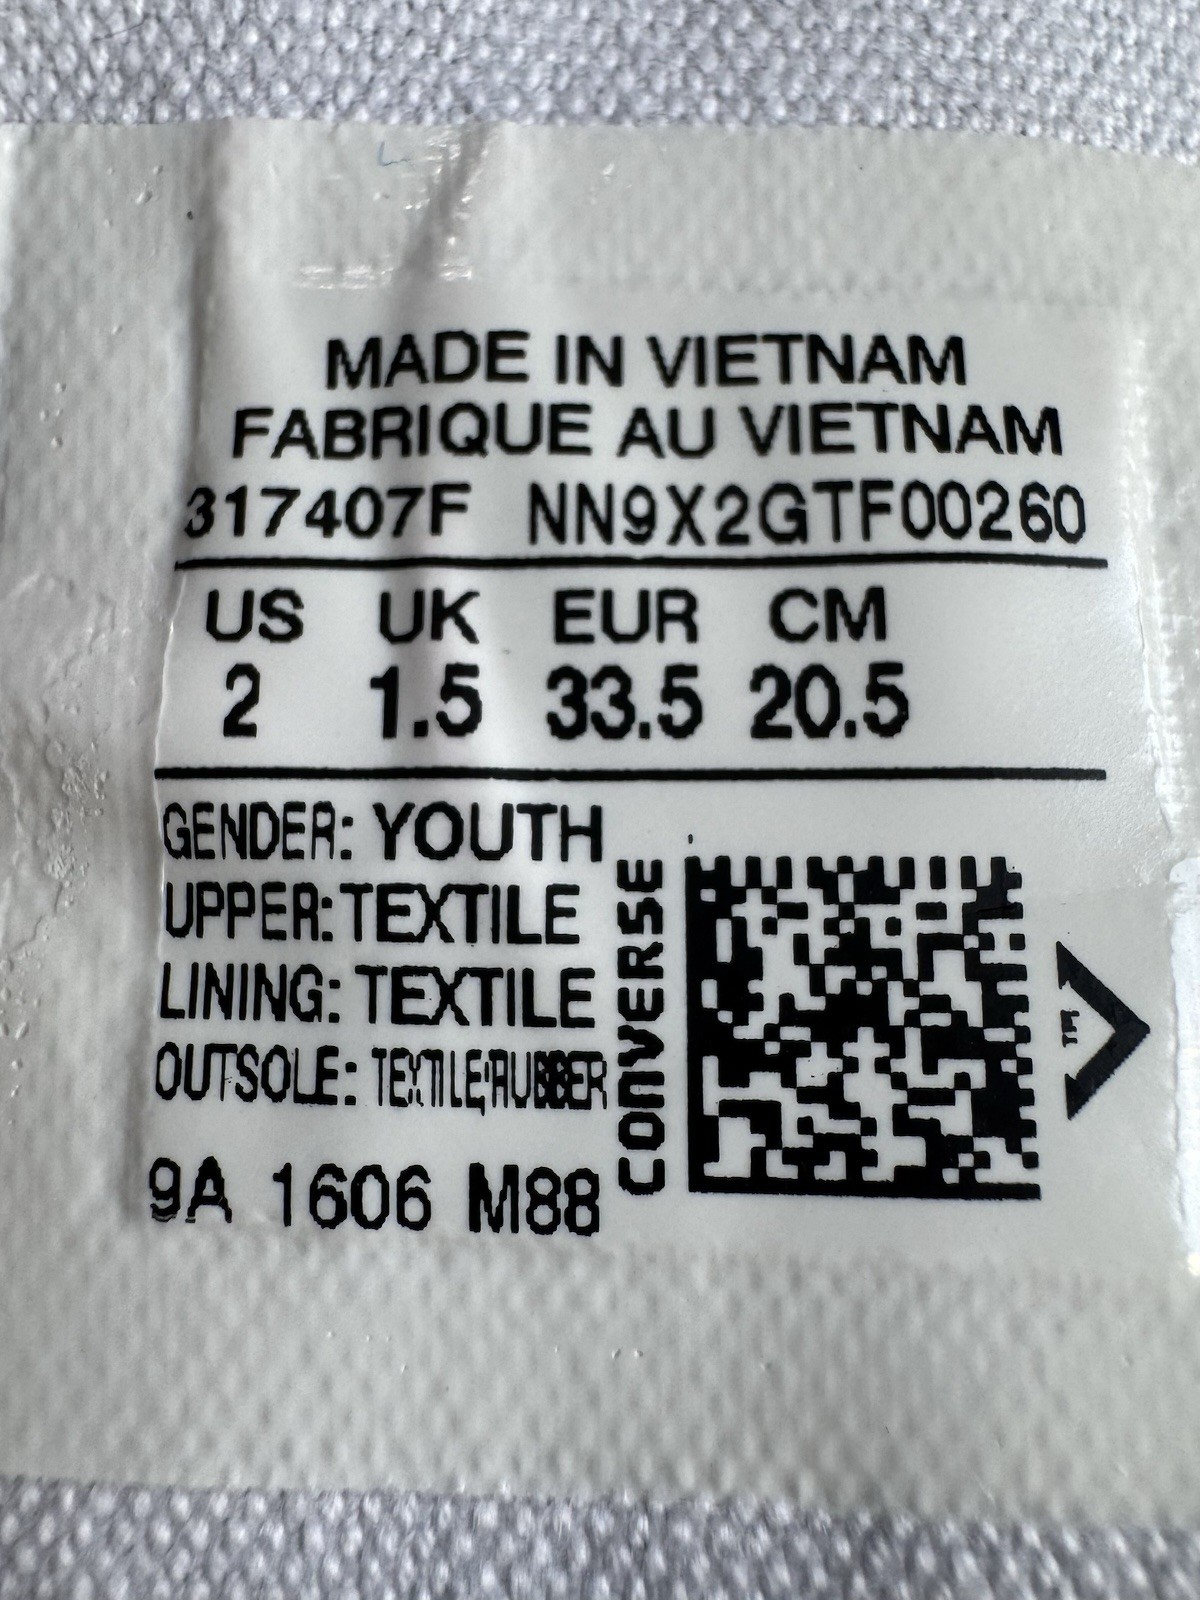 MADE IN VIETNAM
FABRIQUE AU VIETNAM
317407F NN9X2GTF00260
US UK EUR CM
2 1.5 33.5 20.5
GENDER: YOUTH
UPPER: TEXTILE
LINING: TEXTILE
OUTSOLE: TEXTILE/RUBBER
9A 1606 M88
CONVERSE
TM